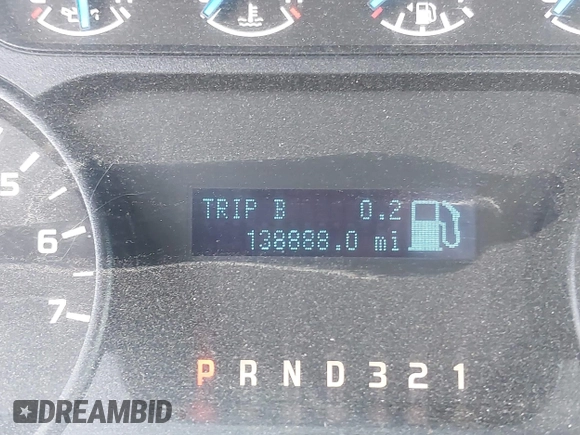 5
6
7
TRIP B 0.2
138888.0 mi
P R N D 3 2 1
DREAMBID